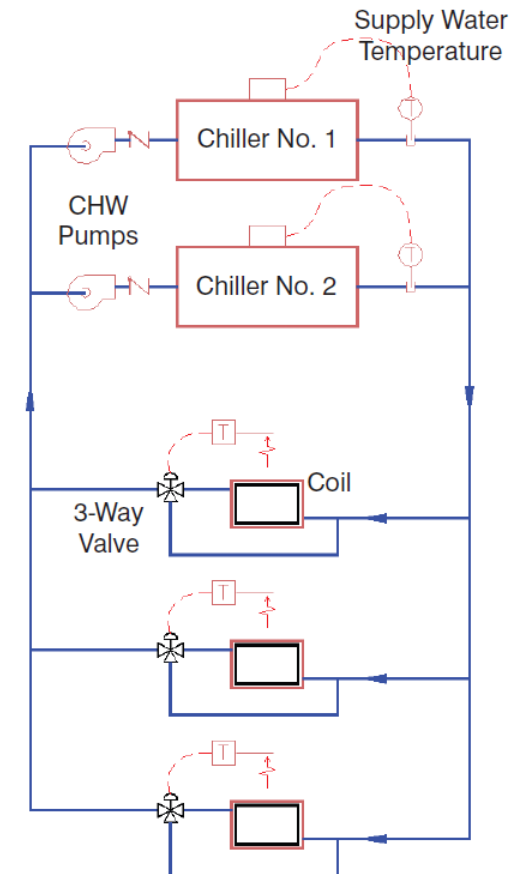 Supply Water
Temperature
T
Chiller No. 1
CHW
Pumps
T
Chiller No. 2
T
Coil
3-Way
Valve
T
T